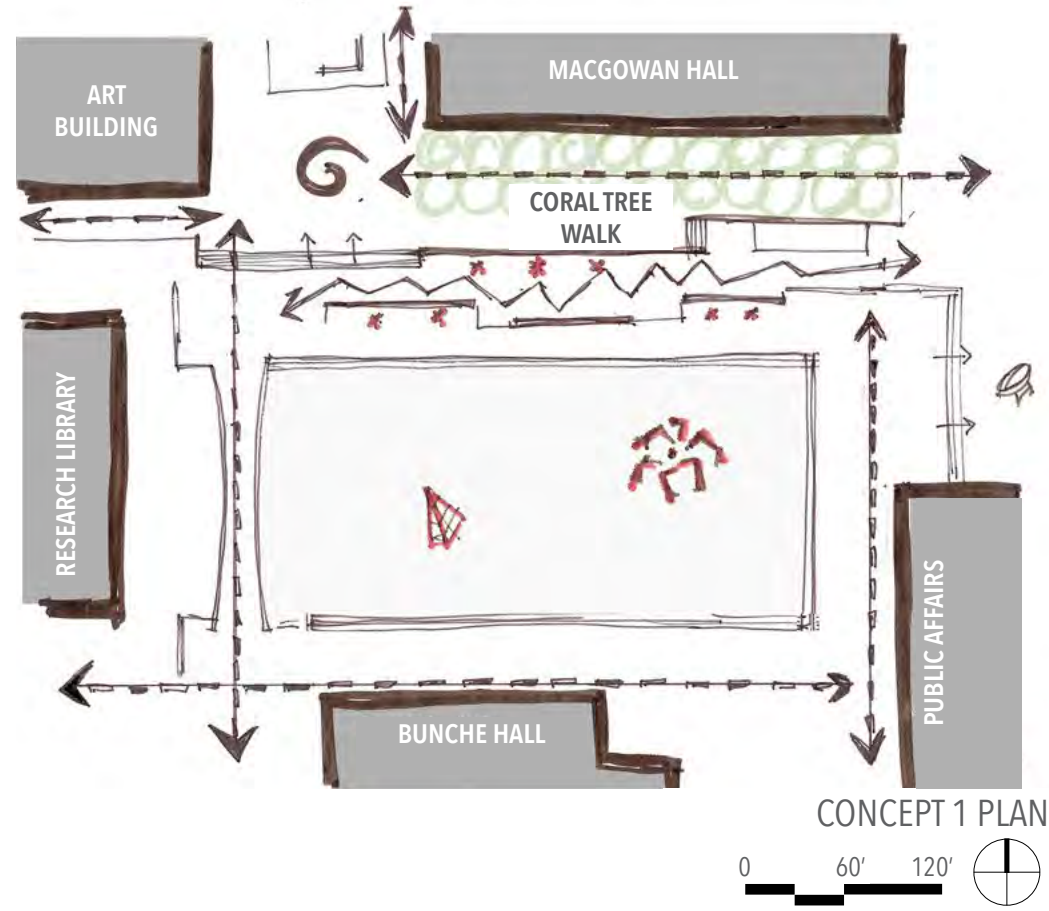 ART
BUILDING
MACGOWAN HALL
CORAL TREE
WALK
RESEARCH LIBRARY
PUBLIC AFFAIRS
BUNCHE HALL
CONCEPT 1 PLAN
0 60' 120'